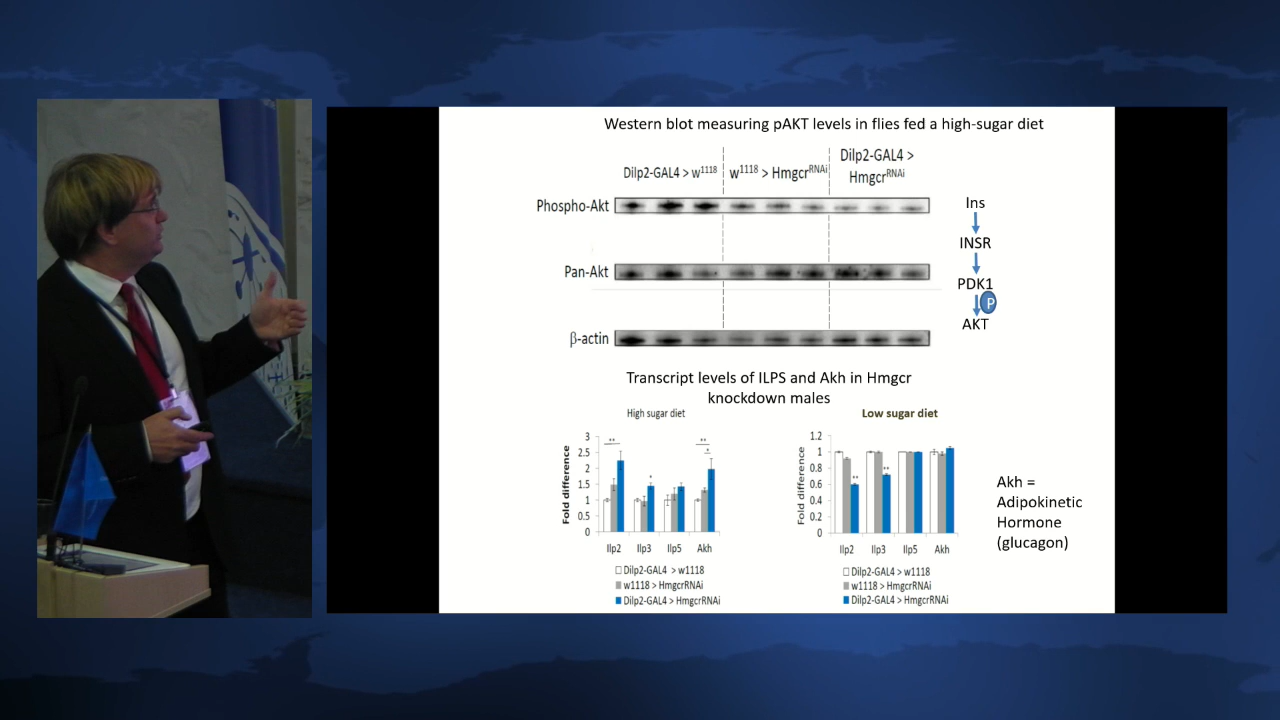 Western blot measuring pAKT levels in flies fed a high-sugar diet
Dilp2-GAL4 > w1118
w1118 > HmgcrRNAi
Dilp2-GAL4 >
HmgcrRNAi
Phospho-Akt
Pan-Akt
β-actin
Ins
INSR
PDK1
P
AKT
Transcript levels of ILPS and Akh in Hmgcr
knockdown males
High sugar diet
Fold difference
3
2.5
2
1.5
1
0.5
0
**
*
**
*
Ilp2 Ilp3 Ilp5 Akh
Dilp2-GAL4 > w1118
w1118 > HmgcrRNAi
Dilp2-GAL4 > HmgcrRNAi
Low sugar diet
Fold difference
1.2
1
0.8
0.6
0.4
0.2
0
**
**
Ilp2 Ilp3 Ilp5 Akh
Dilp2-GAL4 > w1118
w1118 > HmgcrRNAi
Dilp2-GAL4 > HmgcrRNAi
Akh =
Adipokinetic
Hormone
(glucagon)